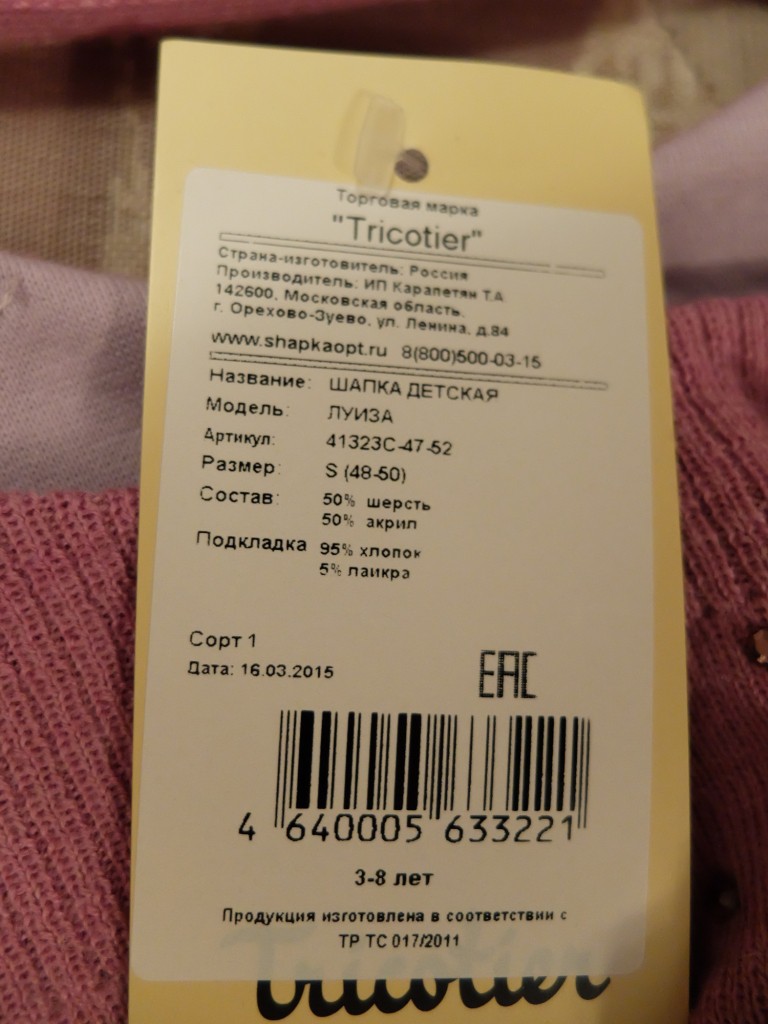 Торговая марка
"Tricotier"
Страна-изготовитель: Россия
Производитель: ИП Карапетян Т.А
142600, Московская область,
г. Орехово-Зуево, ул. Ленина, д.84
www.shapkaopt.ru 8(800)500-03-15
Название: ШАПКА ДЕТСКАЯ
Модель: ЛУИЗА
Артикул: 41323С-47-52
Размер: S (48-50)
Состав: 50% шерсть
50% акрил
Подкладка 95% хлопок
5% лайкра
Сорт 1
Дата: 16.03.2015
EAC
4 640005 633221
3-8 лет
Продукция изготовлена в соответствии с
ТР ТС 017/2011
Tricotier